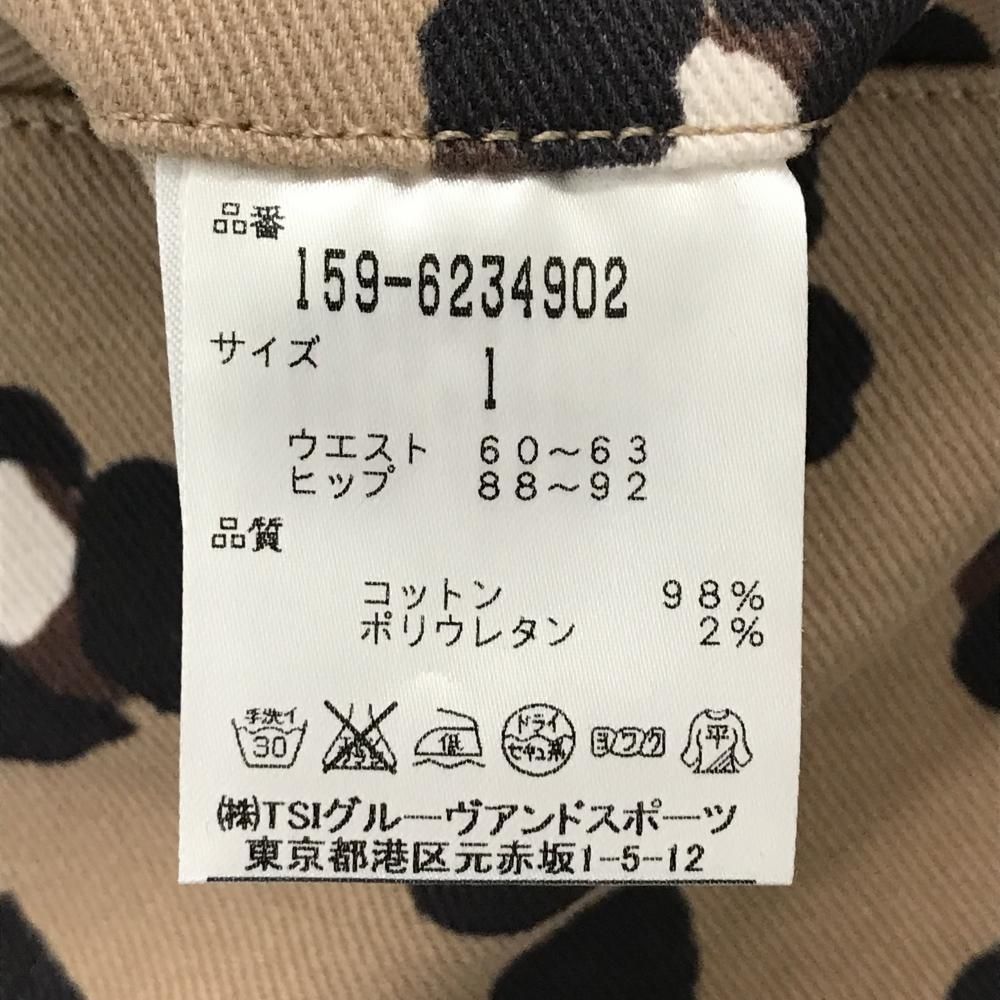 品番
159-6234902
サイズ
1
ウエスト 60～63
ヒップ 88～92
品質
コットン 98%
ポリウレタン 2%
手洗イ 30 低 ドライ セキユ系 ヨワク 平
㈱TSIグルーヴアンドスポーツ
東京都港区元赤坂1-5-12